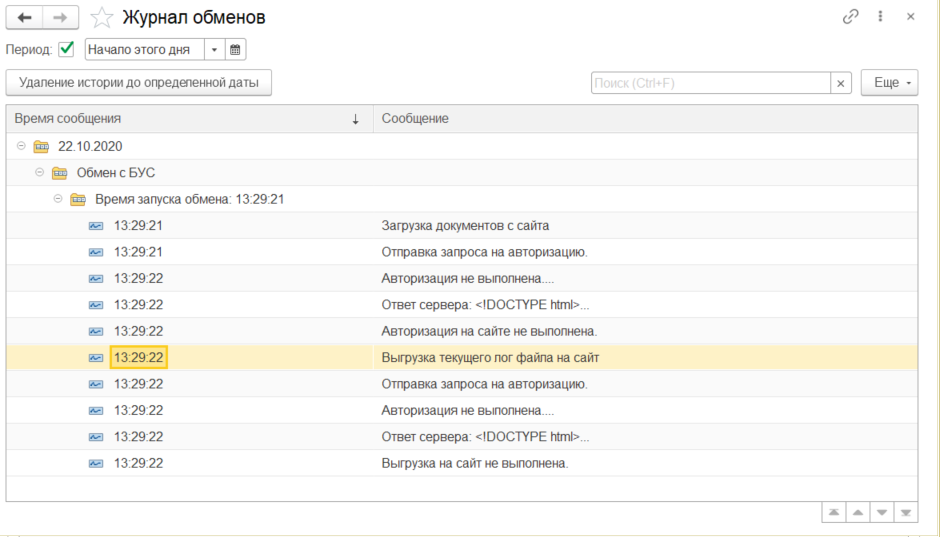 Журнал обменов
Период: Начало этого дня
Удаление истории до определенной даты Поиск (Ctrl+F) × Еще
Время сообщения ↓ Сообщение
22.10.2020
Обмен с БУС
Время запуска обмена: 13:29:21
13:29:21 Загрузка документов с сайта
13:29:21 Отправка запроса на авторизацию.
13:29:22 Авторизация не выполнена....
13:29:22 Ответ сервера: <!DOCTYPE html>...
13:29:22 Авторизация на сайте не выполнена.
13:29:22 Выгрузка текущего лог файла на сайт
13:29:22 Отправка запроса на авторизацию.
13:29:22 Авторизация не выполнена....
13:29:22 Ответ сервера: <!DOCTYPE html>...
13:29:22 Выгрузка на сайт не выполнена.